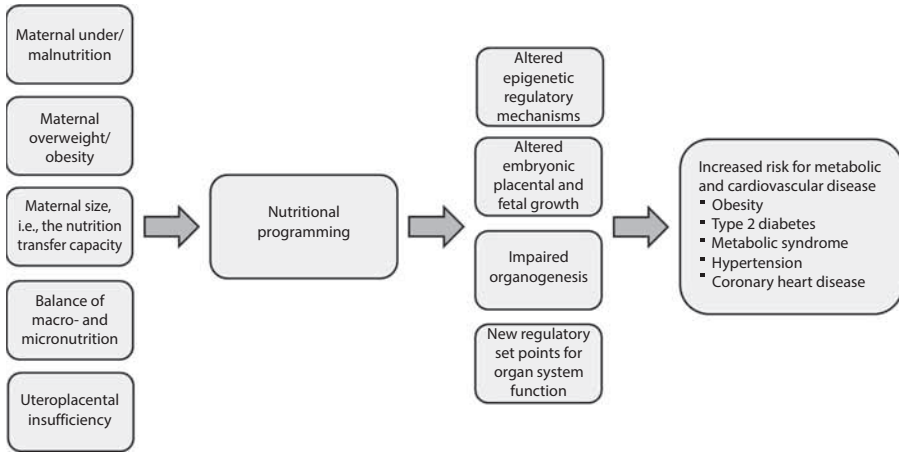 Maternal under/
malnutrition
Maternal
overweight/
obesity
Maternal size,
i.e., the nutrition
transfer capacity
Balance of
macro- and
micronutrition
Uteroplacental
insufficiency
Nutritional
programming
Altered
epigenetic
regulatory
mechanisms
Altered
embryonic
placental and
fetal growth
Impaired
organogenesis
New regulatory
set points for
organ system
function
Increased risk for metabolic
and cardiovascular disease
▪ Obesity
▪ Type 2 diabetes
▪ Metabolic syndrome
▪ Hypertension
▪ Coronary heart disease